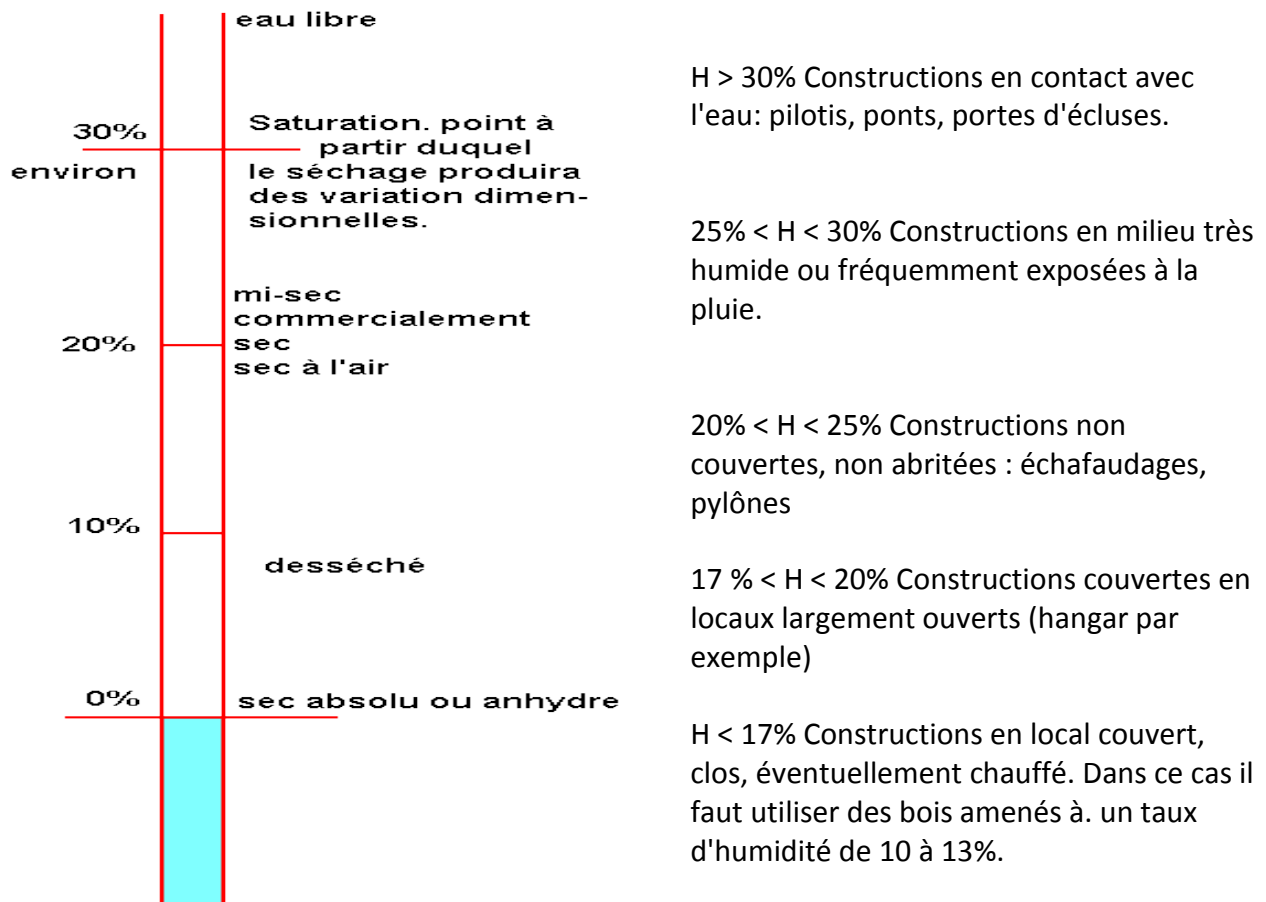 eau libre
30%
environ
Saturation. point à
partir duquel
le séchage produira
des variation dimen-
sionnelles.
mi-sec
commercialement
20%
sec
sec à l'air
10%
desséché
0%
sec absolu ou anhydre
H > 30% Constructions en contact avec
l'eau: pilotis, ponts, portes d'écluses.
25% < H < 30% Constructions en milieu très
humide ou fréquemment exposées à la
pluie.
20% < H < 25% Constructions non
couvertes, non abritées : échafaudages,
pylônes
17 % < H < 20% Constructions couvertes en
locaux largement ouverts (hangar par
exemple)
H < 17% Constructions en local couvert,
clos, éventuellement chauffé. Dans ce cas il
faut utiliser des bois amenés à. un taux
d'humidité de 10 à 13%.